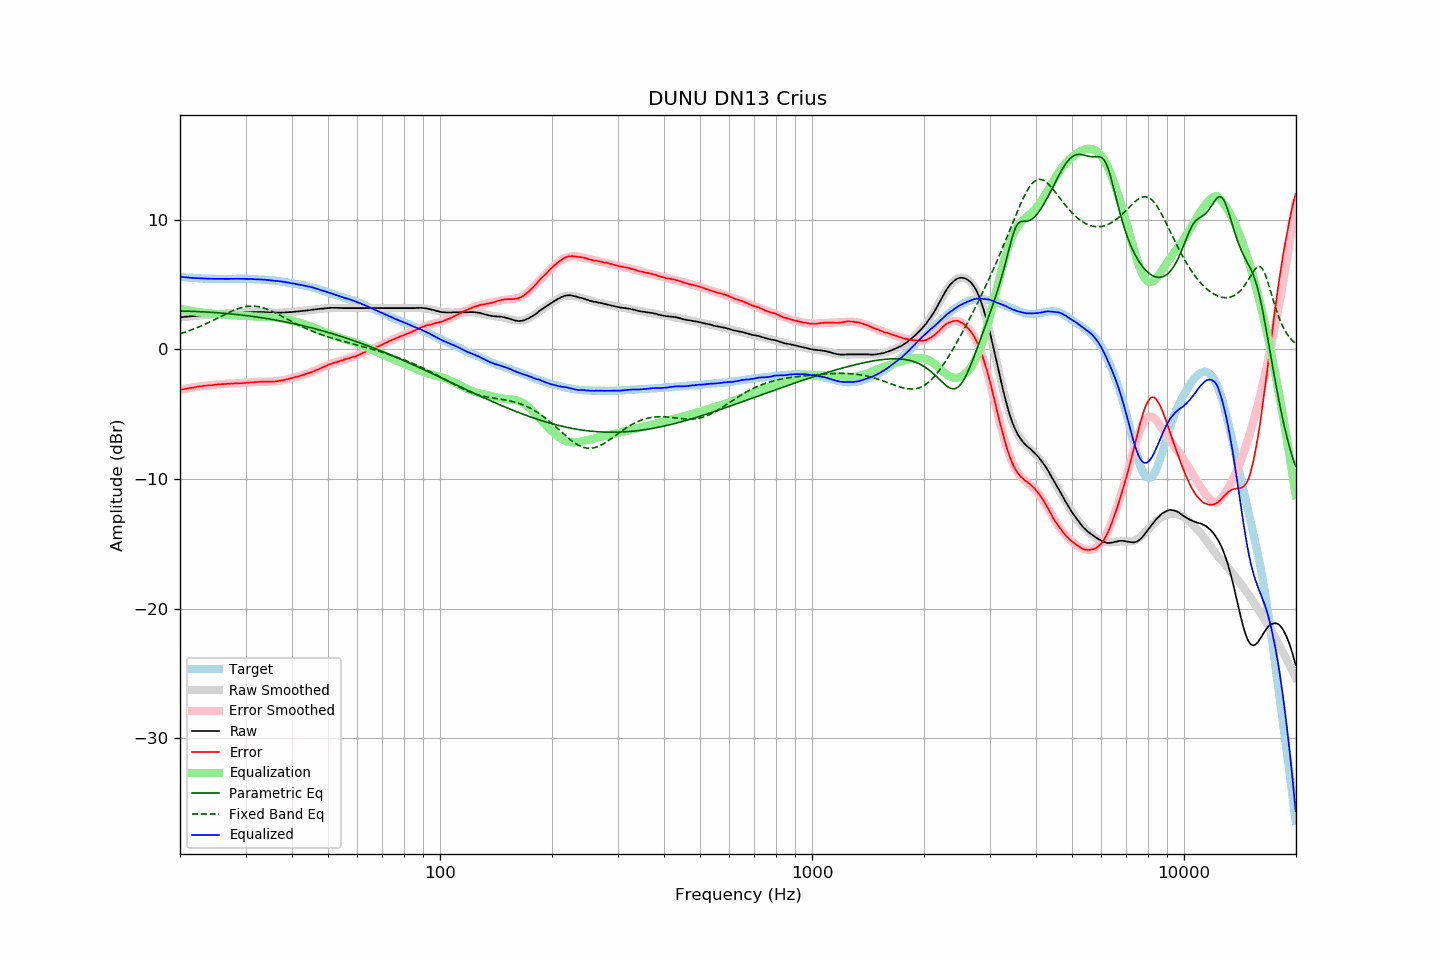 DUNU DN13 Crius
Amplitude (dBr)
10
0
−10
−20
−30
Target
Raw Smoothed
Error Smoothed
Raw
Error
Equalization
Parametric Eq
Fixed Band Eq
Equalized
100 1000 10000
Frequency (Hz)